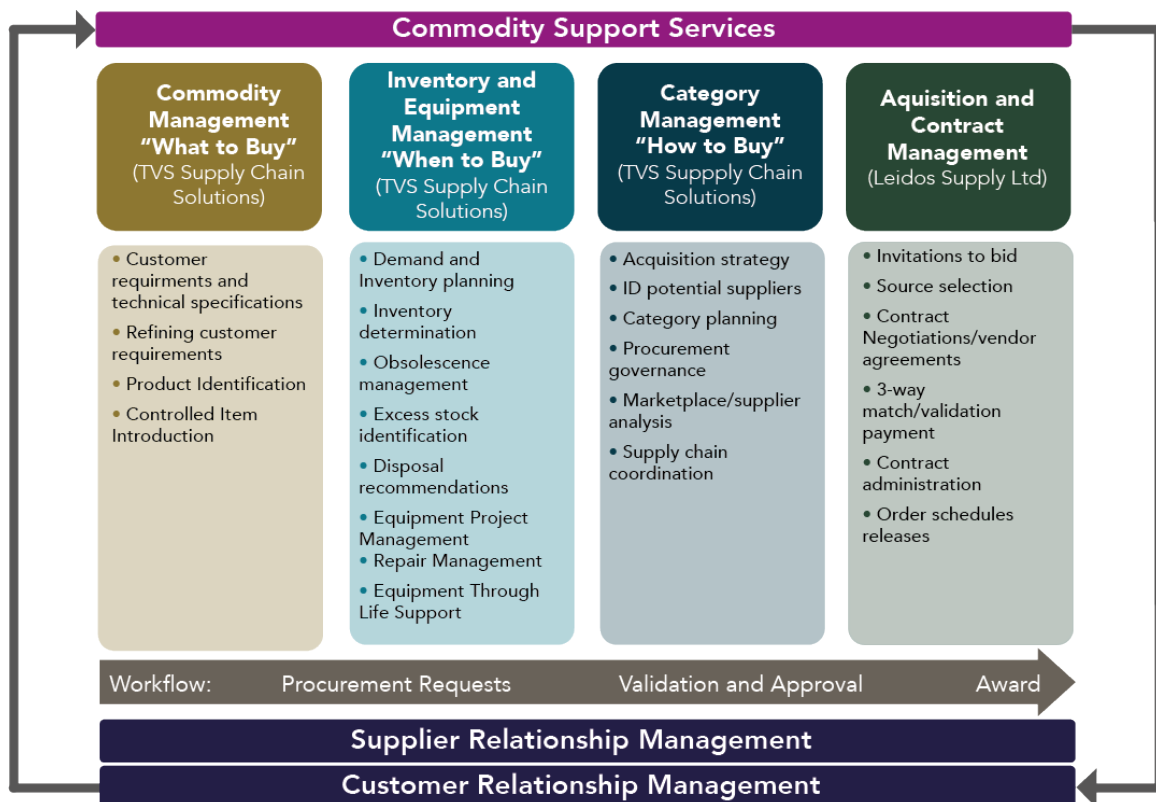 Commodity Support Services
Commodity
Management
“What to Buy”
(TVS Supply Chain
Solutions)
Inventory and
Equipment
Management
“When to Buy”
(TVS Supply Chain
Solutions)
Category
Management
“How to Buy”
(TVS Suppply Chain
Solutions)
Aquisition and
Contract
Management
(Leidos Supply Ltd)
• Customer
requirments and
technical specifications
• Refining customer
requirements
• Product Identification
• Controlled Item
Introduction
• Demand and
Inventory planning
• Inventory
determination
• Obsolescence
management
• Excess stock
identification
• Disposal
recommendations
• Equipment Project
Management
• Repair Management
• Equipment Through
Life Support
• Acquisition strategy
• ID potential suppliers
• Category planning
• Procurement
governance
• Marketplace/supplier
analysis
• Supply chain
coordination
• Invitations to bid
• Source selection
• Contract
Negotiations/vendor
agreements
• 3-way
match/validation
payment
• Contract
administration
• Order schedules
releases
Workflow: Procurement Requests Validation and Approval Award
Supplier Relationship Management
Customer Relationship Management